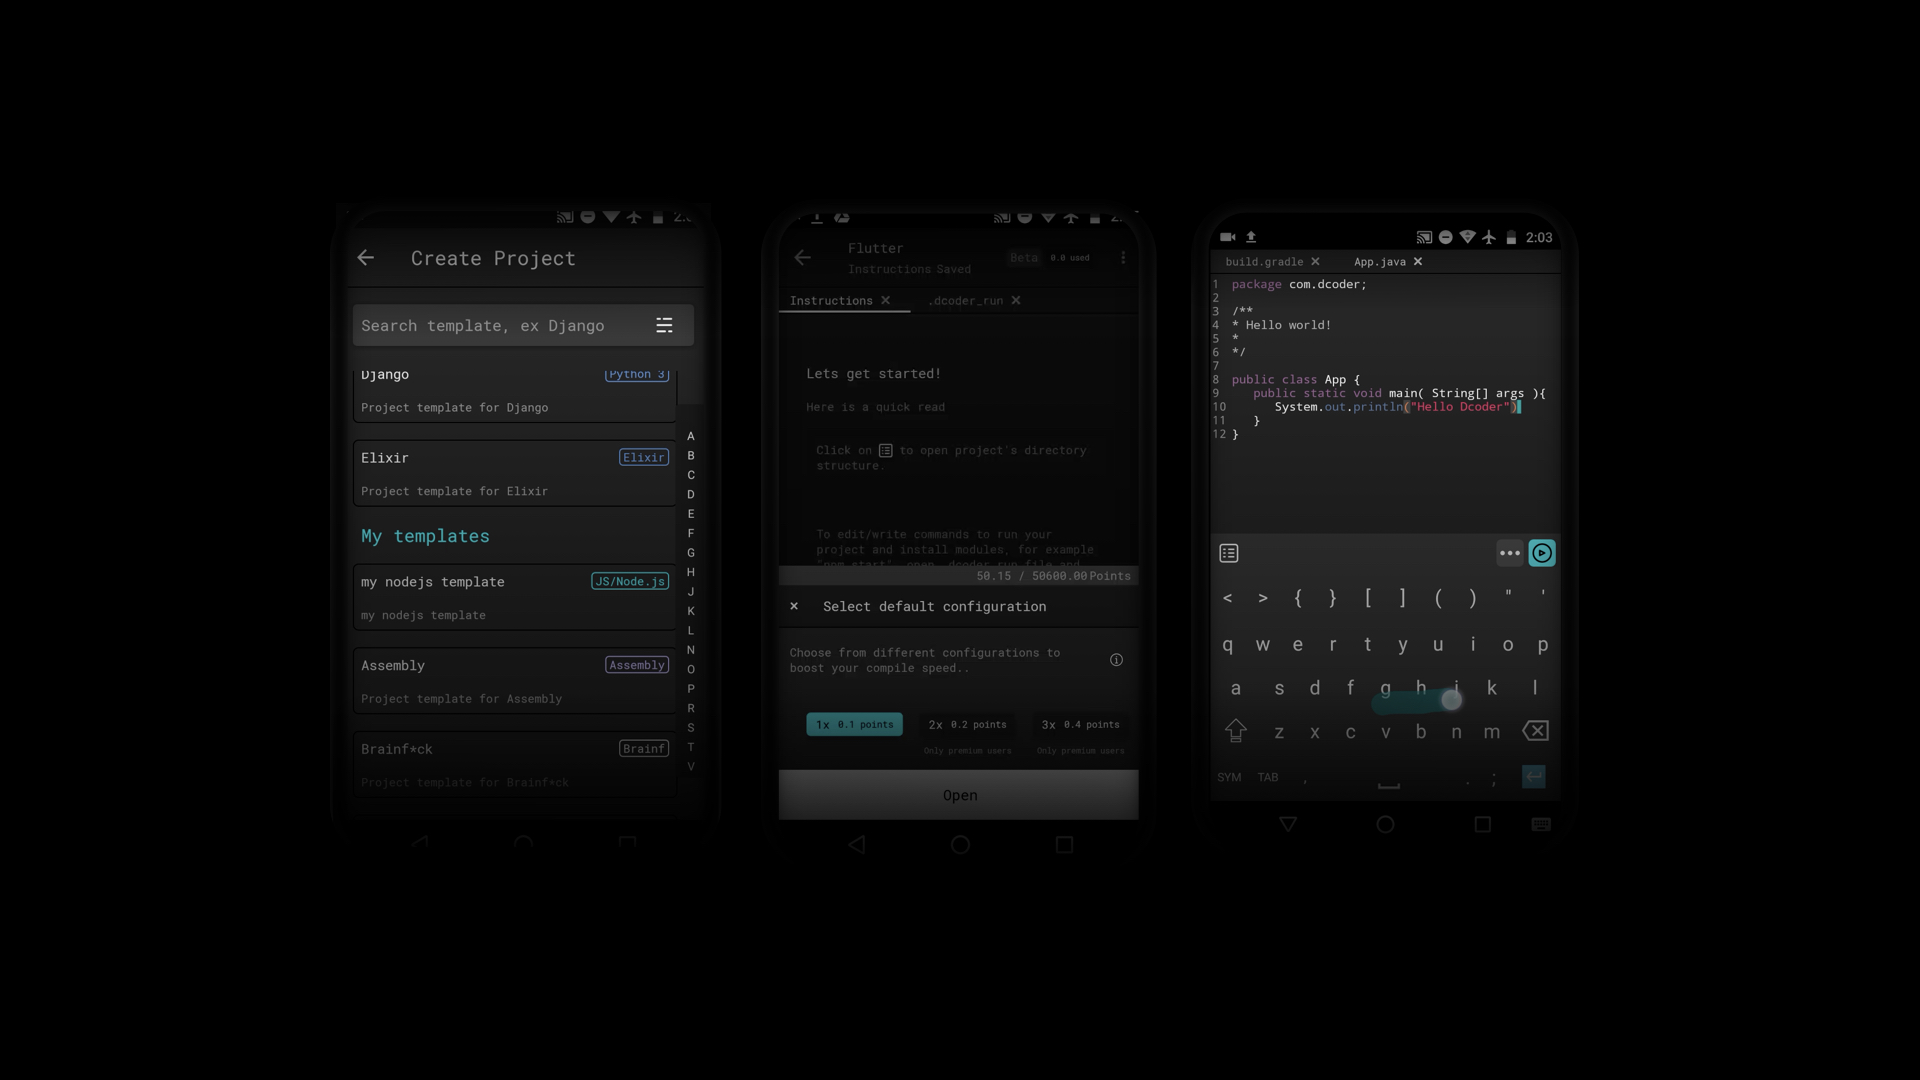 Create Project
Search template, ex Django
Django
Python 3
Project template for Django
Elixir
Elixir
Project template for Elixir
My templates
my nodejs template
JS/Node.js
my nodejs template
Assembly
Assembly
Project template for Assembly
Brainf*ck
Brainf
Project template for Brainf*ck
A
B
C
D
E
F
G
H
J
K
L
N
O
P
R
S
T
V
Flutter
Instructions Saved
Beta
0.0 used
Instructions
.dcoder_run
Lets get started!
Here is a quick read
Click on to open project's directory
structure.
To edit/write commands to run your
project and install modules, for example
"npm start", open .dcoder_run file and
50.15 / 50600.00 Points
Select default configuration
Choose from different configurations to
boost your compile speed..
1x 0.1 points
2x 0.2 points
3x 0.4 points
Only premium users
Only premium users
Open
2:03
build.gradle
App.java
1 package com.dcoder;
2
3 /**
4 * Hello world!
5 *
6 */
7
8 public class App {
9 public static void main( String[] args ){
10 System.out.println("Hello Dcoder")
11 }
12 }
< > { } [ ] ( ) " '
q w e r t y u i o p
a s d f g h j k l
z x c v b n m
SYM TAB , . ;